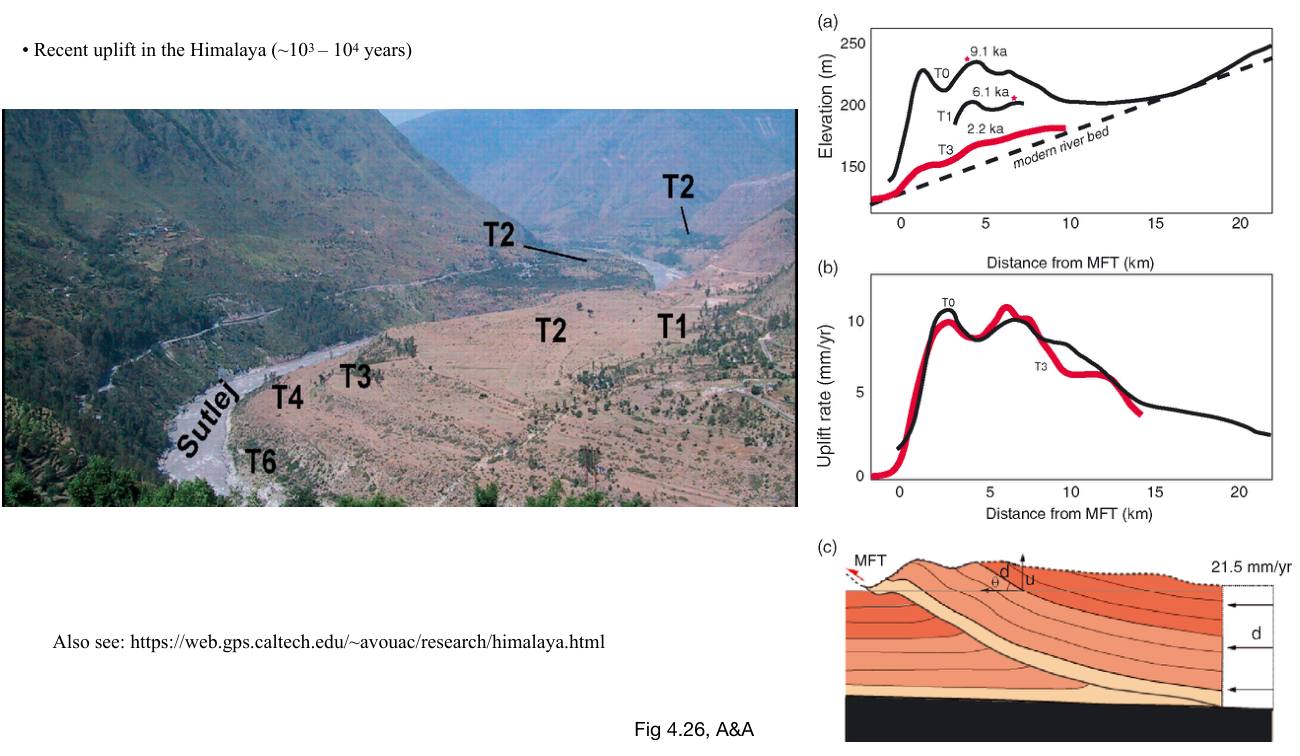 • Recent uplift in the Himalaya (~10³ – 10⁴ years)
T2
T2
T2
T1
T3
T4
Sutlej
T6
Also see: https://web.gps.caltech.edu/~avouac/research/himalaya.html
Fig 4.26, A&A
(a)
Elevation (m)
250
200
150
9.1 ka
T0
6.1 ka
T1
2.2 ka
T3
modern river bed
0 5 10 15 20
Distance from MFT (km)
(b)
Uplift rate (mm/yr)
10
5
0
T0
T3
0 5 10 15 20
Distance from MFT (km)
(c)
MFT
21.5 mm/yr
d
θ
u
d